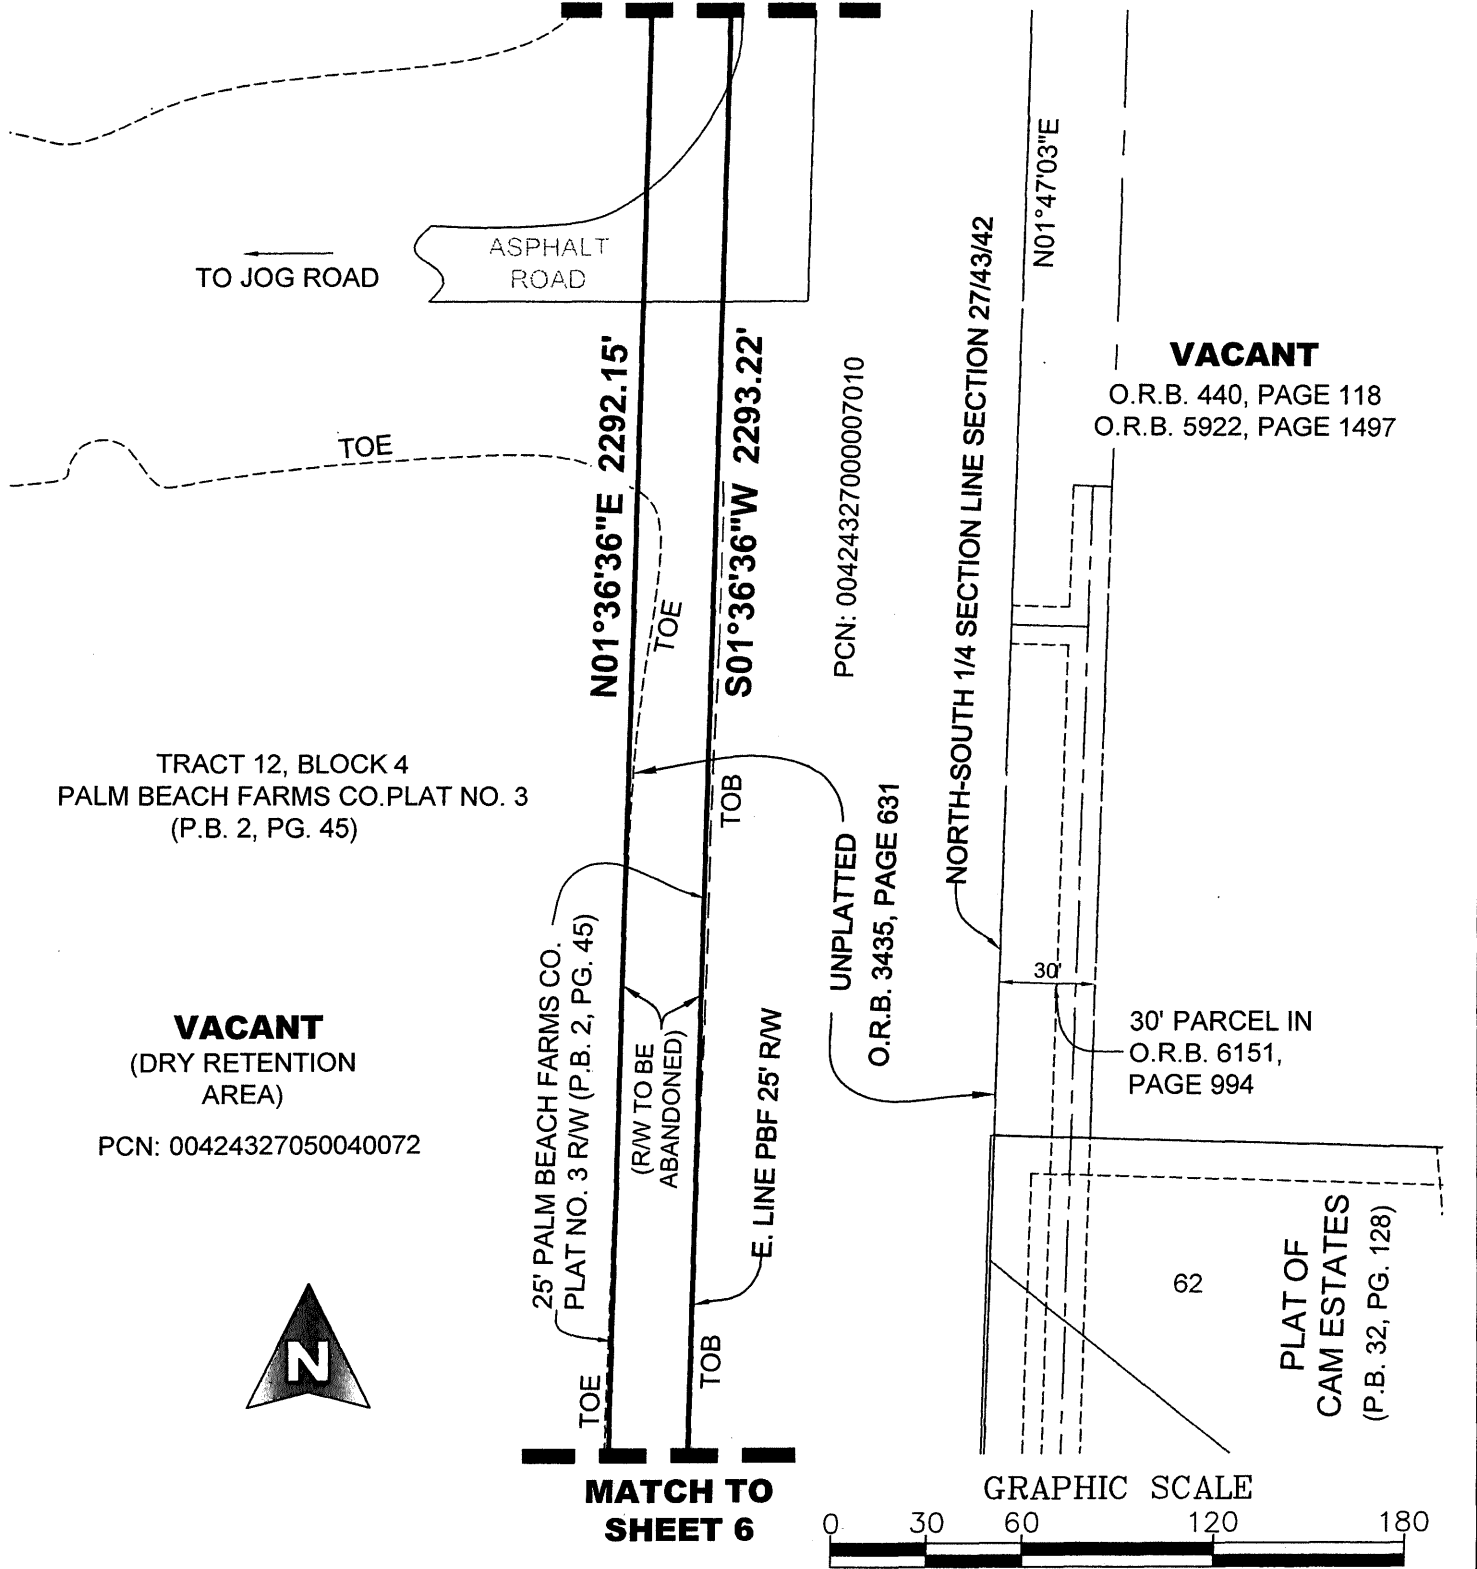 N01°47'03"E
ASPHALT
ROAD
TO JOG ROAD
NORTH-SOUTH 1/4 SECTION LINE SECTION 27/43/42
N01°36'36"E 2292.15'
S01°36'36"W 2293.22'
PCN: 00424327000007010
VACANT
O.R.B. 440, PAGE 118
O.R.B. 5922, PAGE 1497
TOE
TOE
TRACT 12, BLOCK 4
PALM BEACH FARMS CO.PLAT NO. 3
(P.B. 2, PG. 45)
TOB
UNPLATTED
O.R.B. 3435, PAGE 631
25' PALM BEACH FARMS CO.
PLAT NO. 3 R/W (P.B. 2, PG. 45)
(R/W TO BE
ABANDONED)
E. LINE PBF 25' R/W
30'
30' PARCEL IN
O.R.B. 6151,
PAGE 994
VACANT
(DRY RETENTION
AREA)
PCN: 00424327050040072
62
PLAT OF
CAM ESTATES
(P.B. 32, PG. 128)
N
TOE
TOB
MATCH TO
SHEET 6
GRAPHIC SCALE
0 30 60 120 180